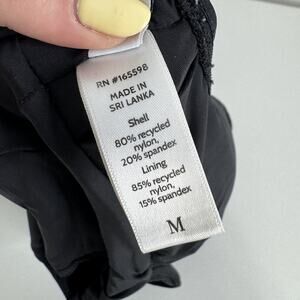 RN #165598
MADE IN
SRI LANKA
Shell
80% recycled
nylon,
20% spandex
Lining
85% recycled
nylon,
15% spandex
M